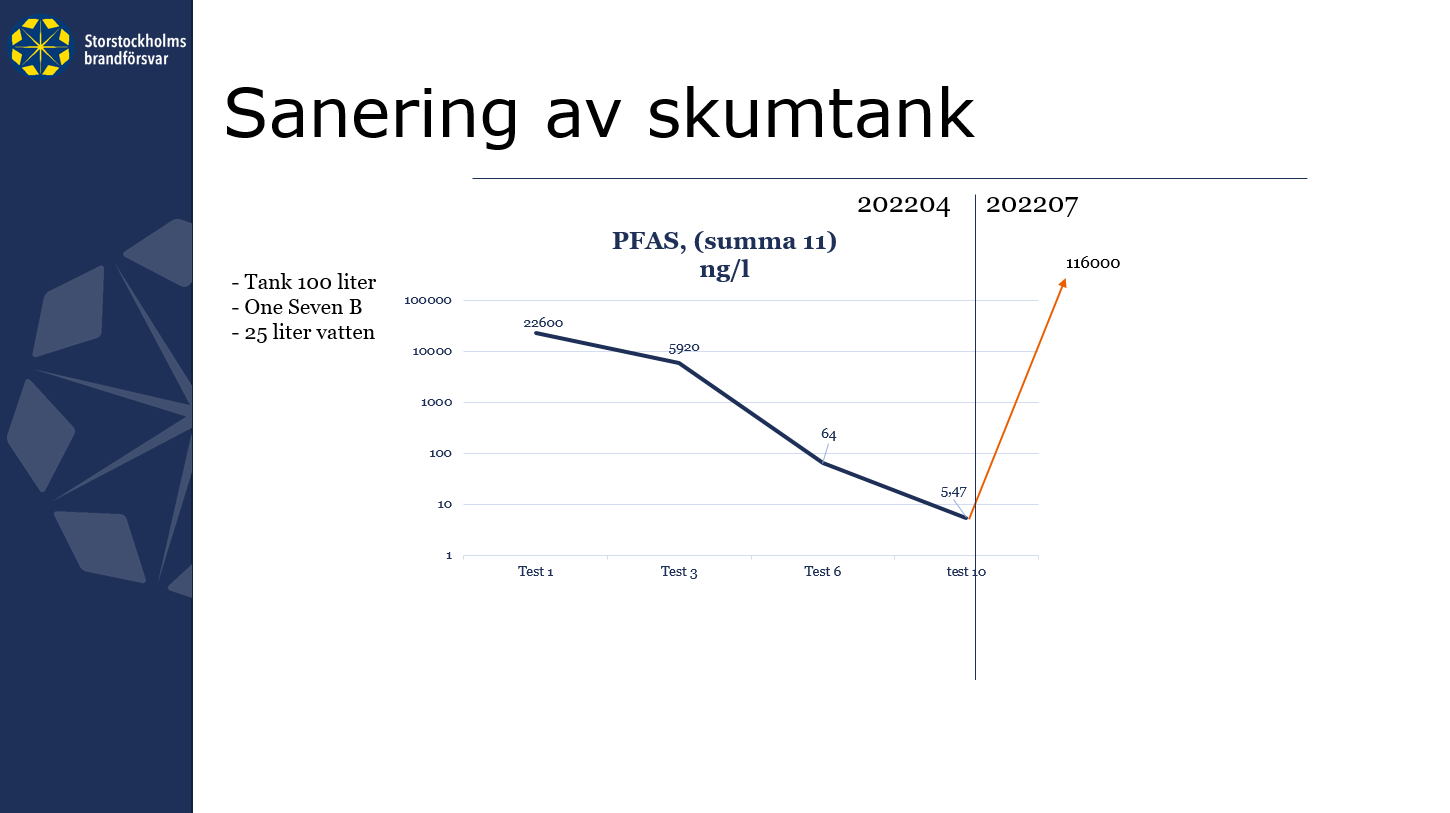 Storstockholms
brandförsvar
Sanering av skumtank
202204
202207
PFAS, (summa 11)
ng/l
116000
- Tank 100 liter
- One Seven B
- 25 liter vatten
100000
10000
1000
100
10
1
22600
5920
64
5,47
Test 1
Test 3
Test 6
test 10